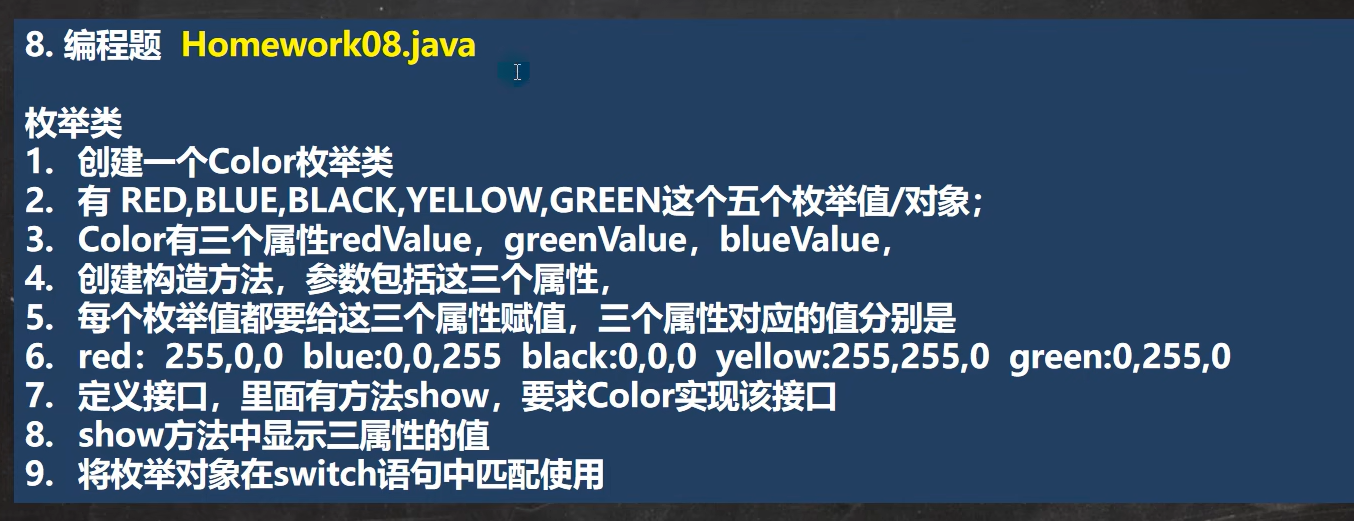 8. 编程题 Homework08.java
枚举类
1. 创建一个Color枚举类
2. 有 RED,BLUE,BLACK,YELLOW,GREEN这个五个枚举值/对象；
3. Color有三个属性redValue，greenValue，blueValue，
4. 创建构造方法，参数包括这三个属性，
5. 每个枚举值都要给这三个属性赋值，三个属性对应的值分别是
6. red：255,0,0 blue:0,0,255 black:0,0,0 yellow:255,255,0 green:0,255,0
7. 定义接口，里面有方法show，要求Color实现该接口
8. show方法中显示三属性的值
9. 将枚举对象在switch语句中匹配使用